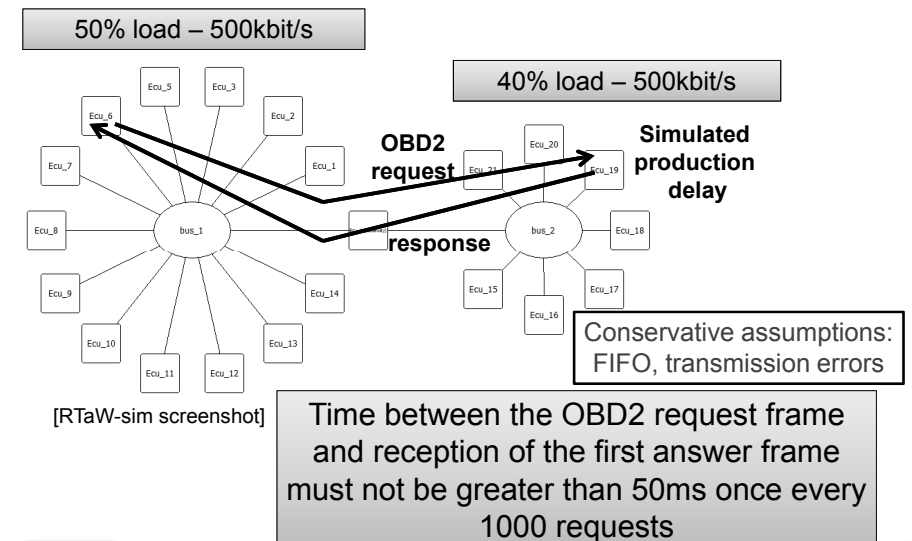 50% load – 500kbit/s
40% load – 500kbit/s
Ecu_5
Ecu_3
Ecu_6
Ecu_2
Ecu_7
Ecu_1
Ecu_8
bus_1
Ecu_9
Ecu_14
Ecu_10
Ecu_13
Ecu_11
Ecu_12
OBD2
request
response
Ecu_20
Ecu_21
Ecu_19
bus_2
Ecu_18
Ecu_15
Ecu_17
Ecu_16
Simulated
production
delay
Conservative assumptions:
FIFO, transmission errors
[RTaW-sim screenshot]
Time between the OBD2 request frame
and reception of the first answer frame
must not be greater than 50ms once every
1000 requests